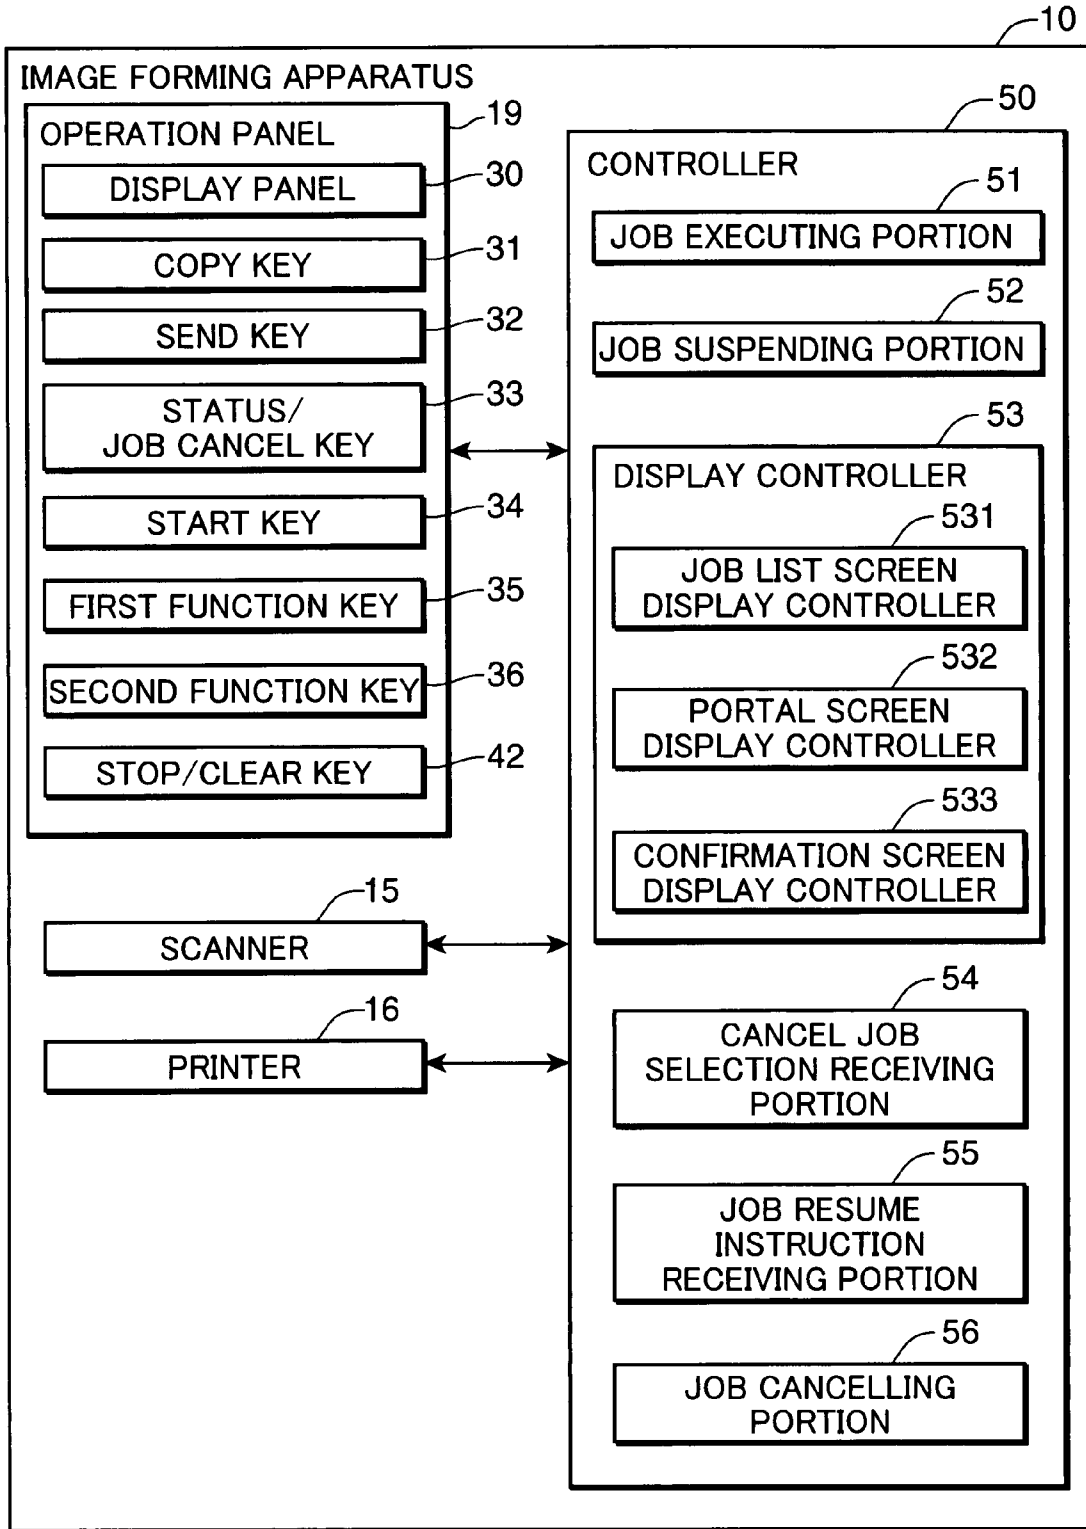 10
IMAGE FORMING APPARATUS
19
OPERATION PANEL
DISPLAY PANEL
30
COPY KEY
31
SEND KEY
32
STATUS/
JOB CANCEL KEY
33
START KEY
34
FIRST FUNCTION KEY
35
SECOND FUNCTION KEY
36
STOP/CLEAR KEY
42
15
SCANNER
16
PRINTER
50
CONTROLLER
51
JOB EXECUTING PORTION
52
JOB SUSPENDING PORTION
53
DISPLAY CONTROLLER
531
JOB LIST SCREEN
DISPLAY CONTROLLER
532
PORTAL SCREEN
DISPLAY CONTROLLER
533
CONFIRMATION SCREEN
DISPLAY CONTROLLER
54
CANCEL JOB
SELECTION RECEIVING
PORTION
55
JOB RESUME
INSTRUCTION
RECEIVING PORTION
56
JOB CANCELLING
PORTION